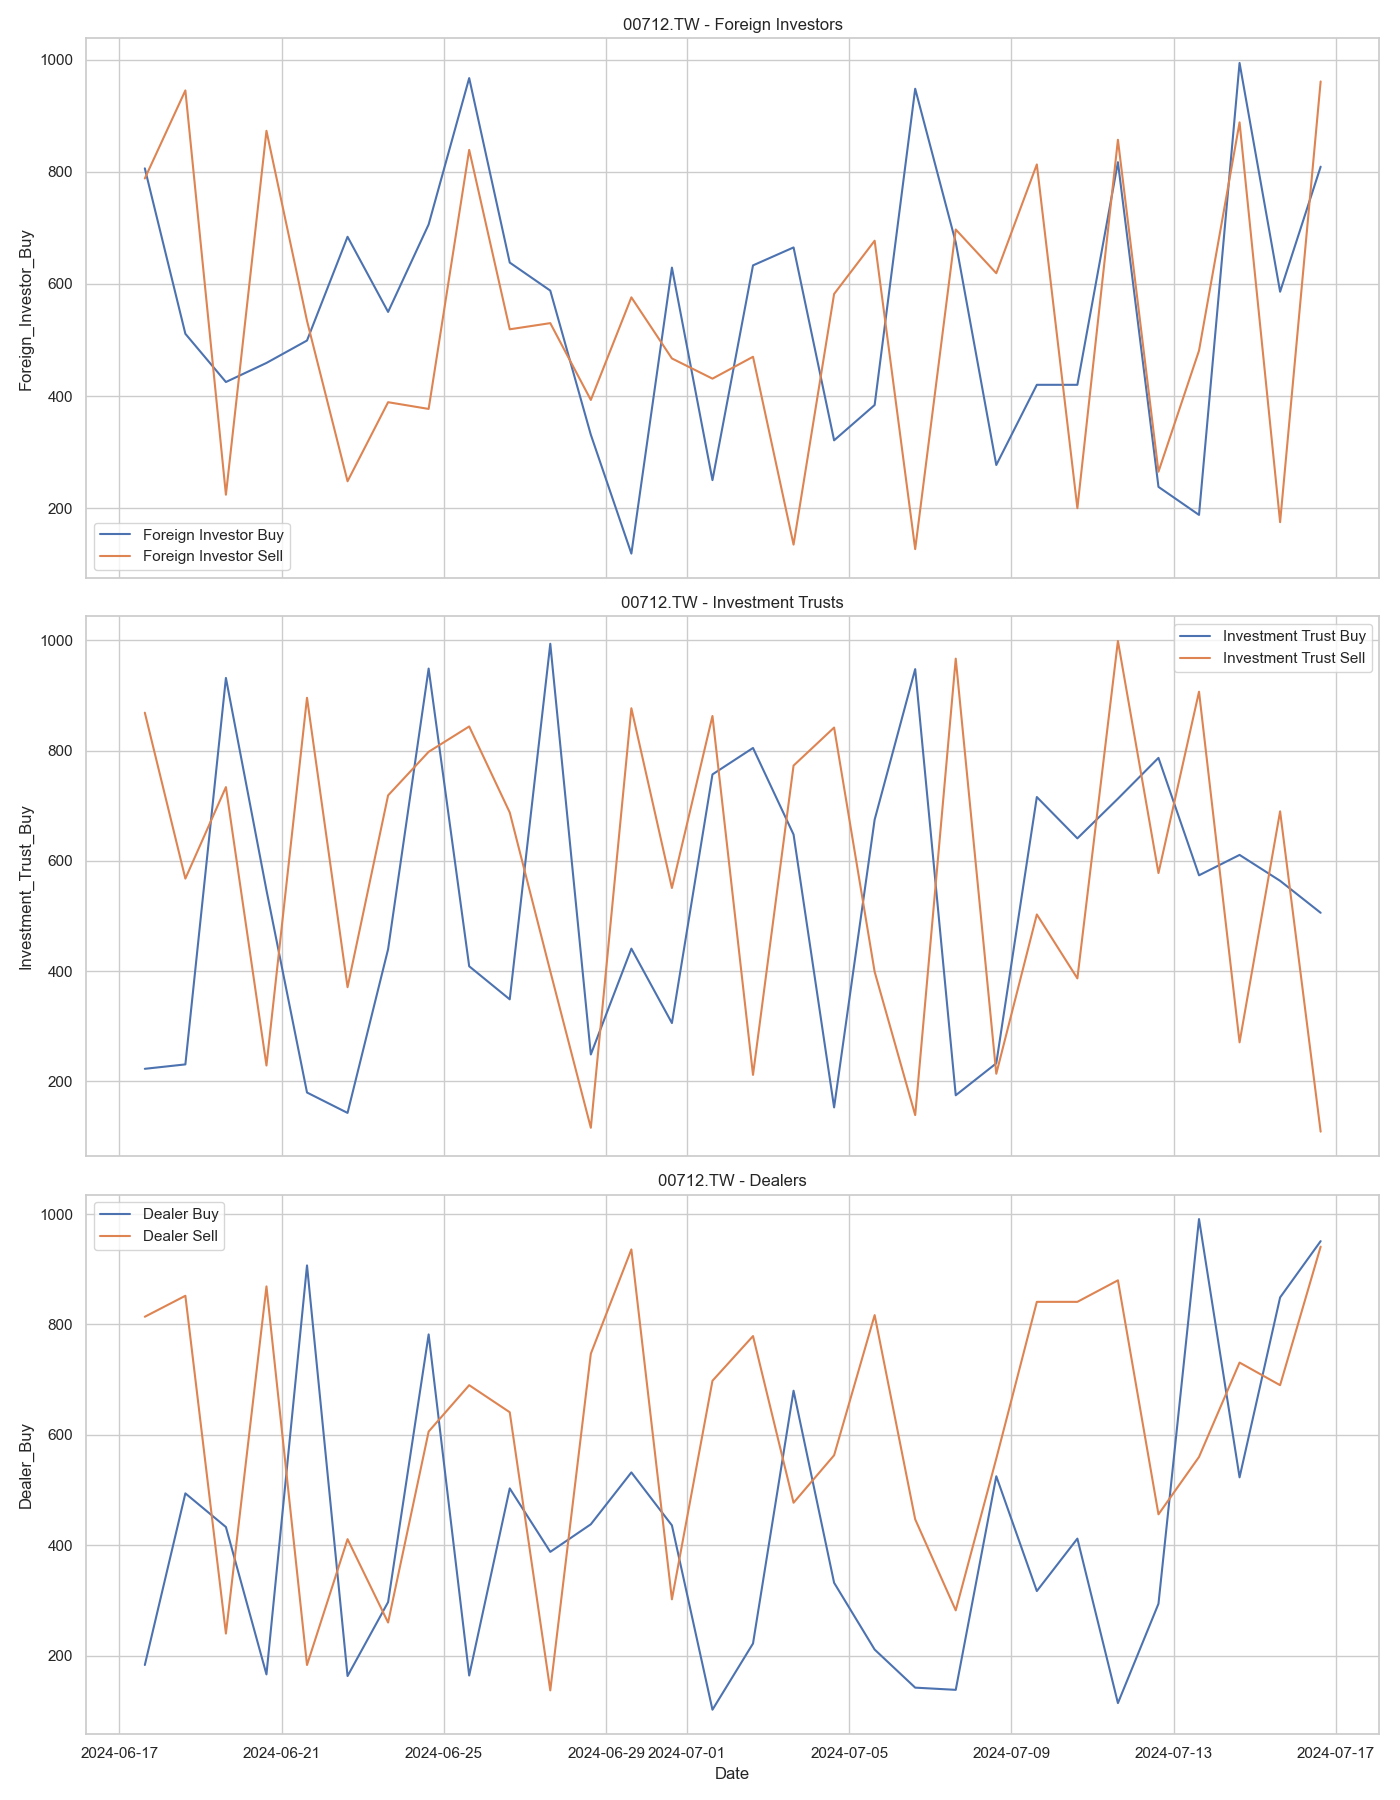 00712.TW - Foreign Investors
1000
800
600
400
200
Foreign_Investor_Buy
Foreign Investor Buy
Foreign Investor Sell
00712.TW - Investment Trusts
1000
800
600
400
200
Investment_Trust_Buy
Investment Trust Buy
Investment Trust Sell
00712.TW - Dealers
1000
800
600
400
200
Dealer_Buy
Dealer Buy
Dealer Sell
2024-06-17 2024-06-21 2024-06-25 2024-06-29 2024-07-01 2024-07-05 2024-07-09 2024-07-13 2024-07-17
Date